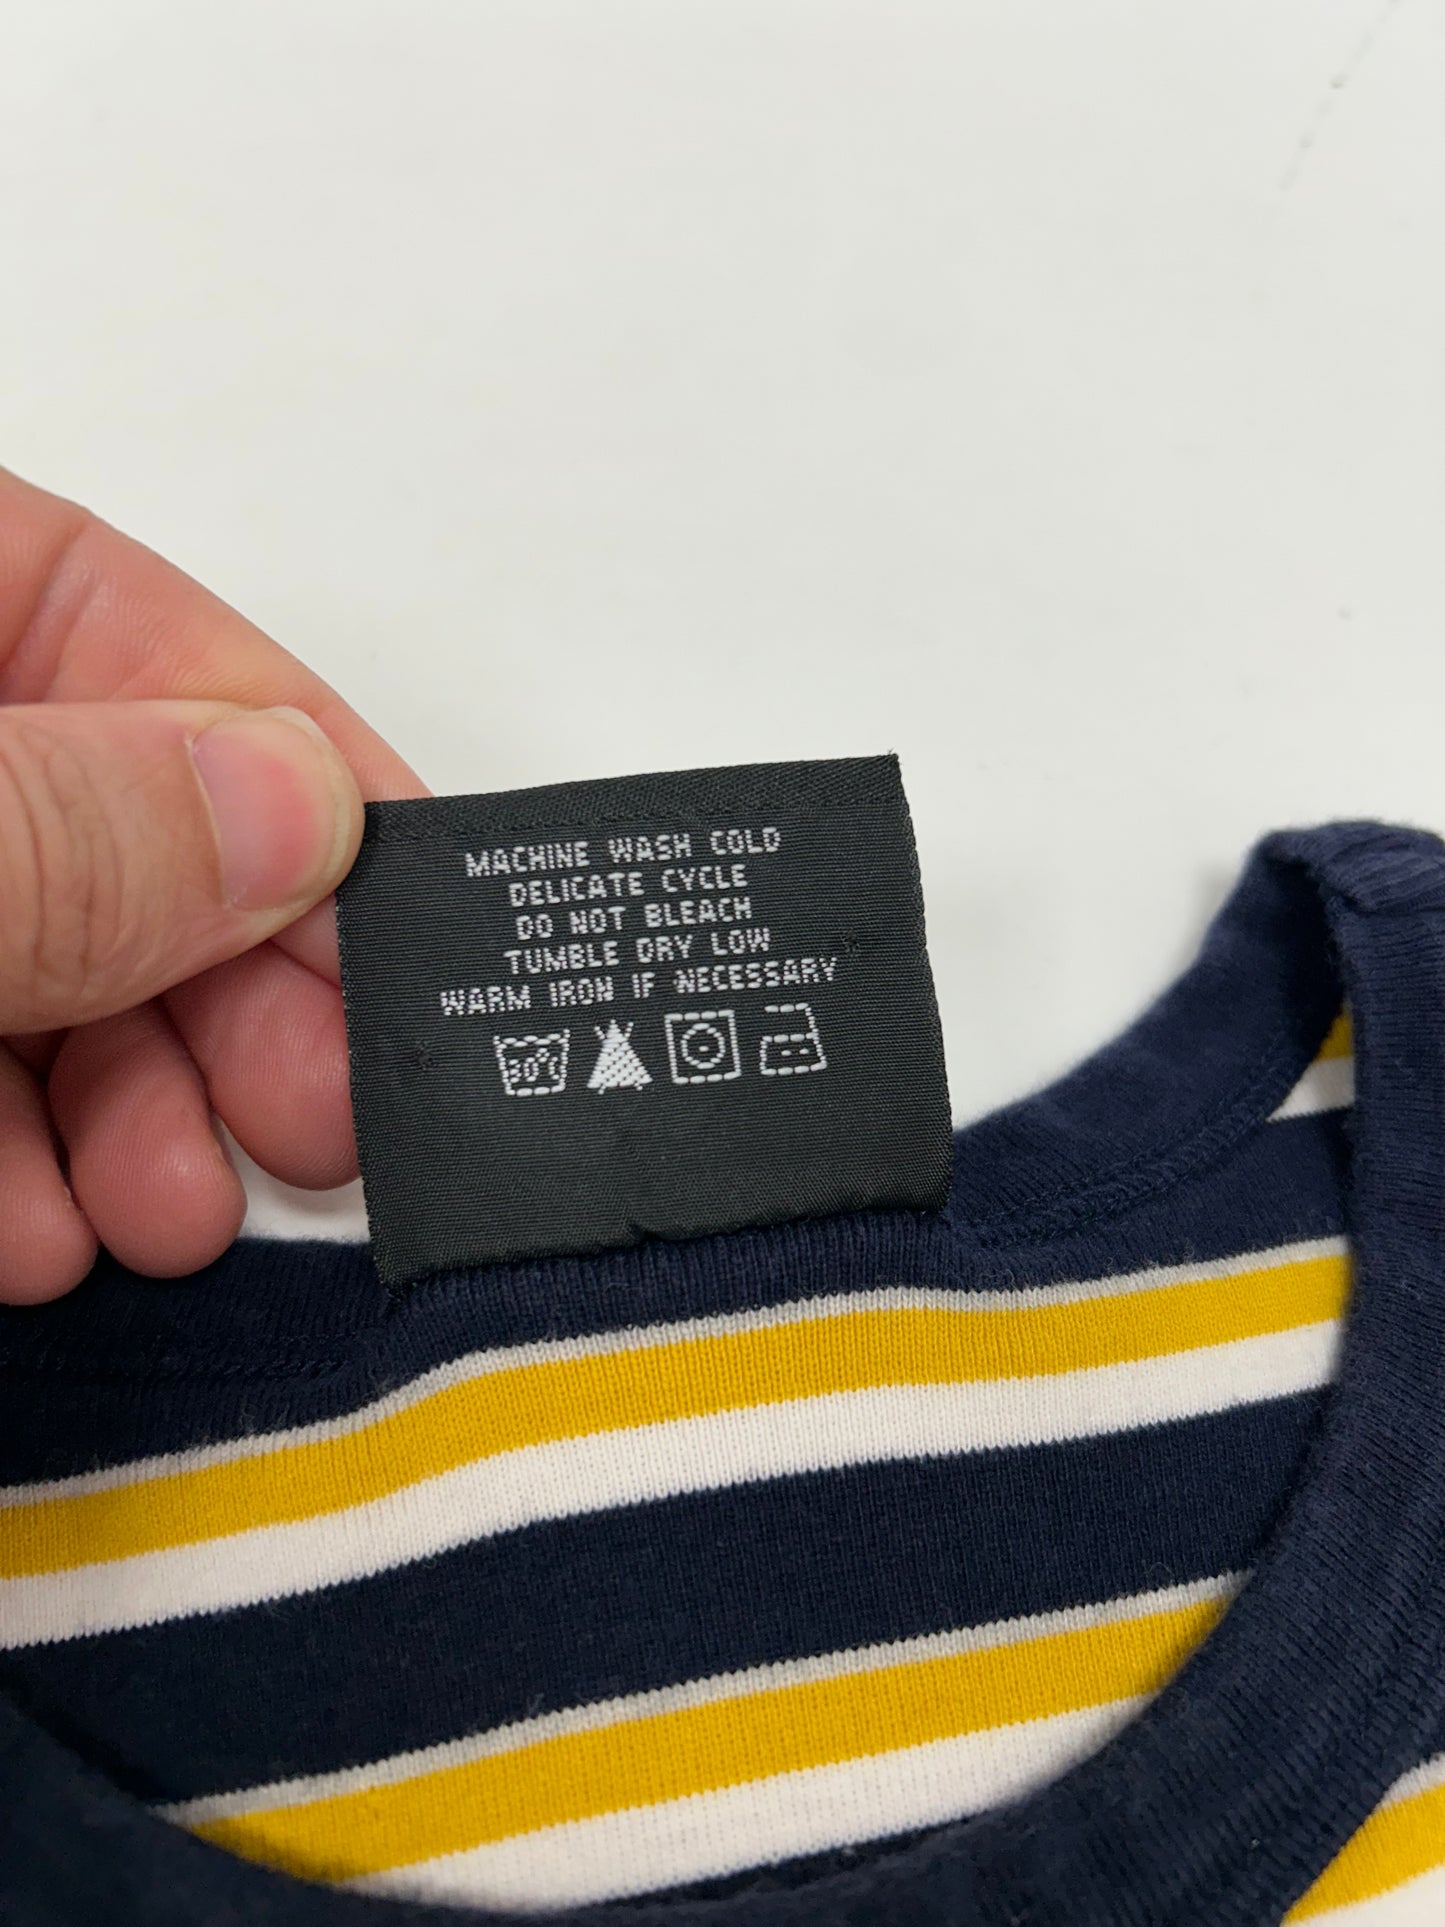 MACHINE WASH COLD
DELICATE CYCLE
DO NOT BLEACH
TUMBLE DRY LOW
WARM IRON IF NECESSARY
30°C